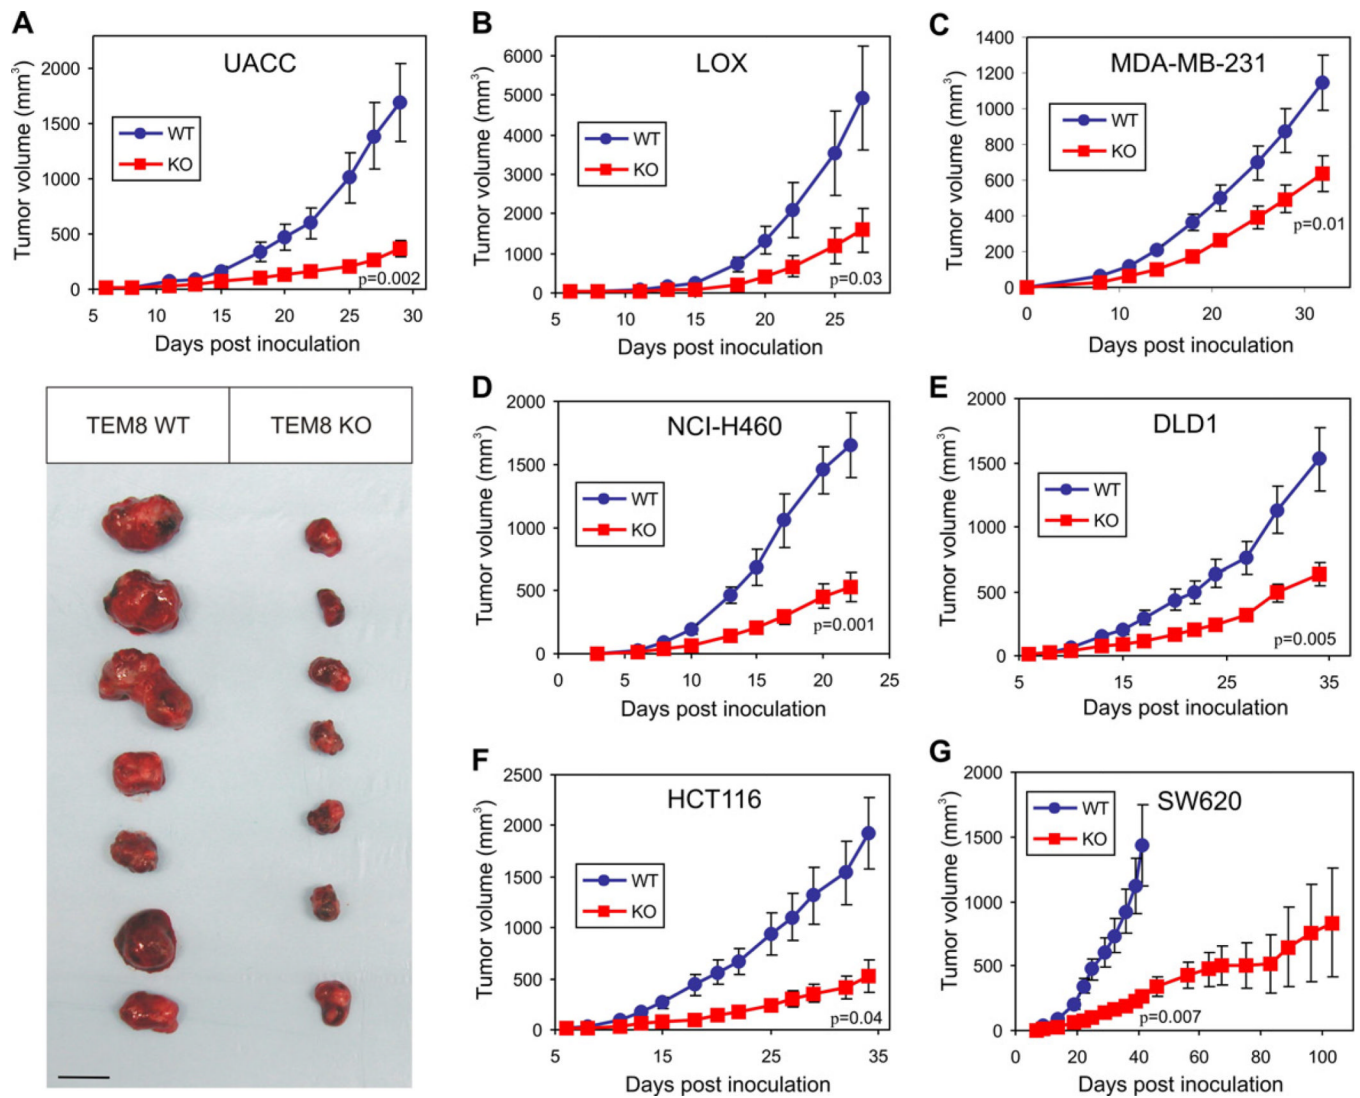 A
UACC
Tumor volume (mm³)
2000
1500
1000
500
0
WT
KO
p=0.002
5 10 15 20 25 30
Days post inoculation
TEM8 WT TEM8 KO
B
LOX
Tumor volume (mm³)
6000
5000
4000
3000
2000
1000
0
WT
KO
p=0.03
5 10 15 20 25
Days post inoculation
C
MDA-MB-231
Tumor volume (mm³)
1400
1200
1000
800
600
400
200
0
WT
KO
p=0.01
0 10 20 30
Days post inoculation
D
NCI-H460
Tumor volume (mm³)
2000
1500
1000
500
0
WT
KO
p=0.001
0 5 10 15 20 25
Days post inoculation
E
DLD1
Tumor volume (mm³)
2000
1500
1000
500
0
WT
KO
p=0.005
5 15 25 35
Days post inoculation
F
HCT116
Tumor volume (mm³)
2500
2000
1500
1000
500
0
WT
KO
p=0.04
5 15 25 35
Days post inoculation
G
SW620
Tumor volume (mm³)
2000
1500
1000
500
0
WT
KO
p=0.007
0 20 40 60 80 100
Days post inoculation